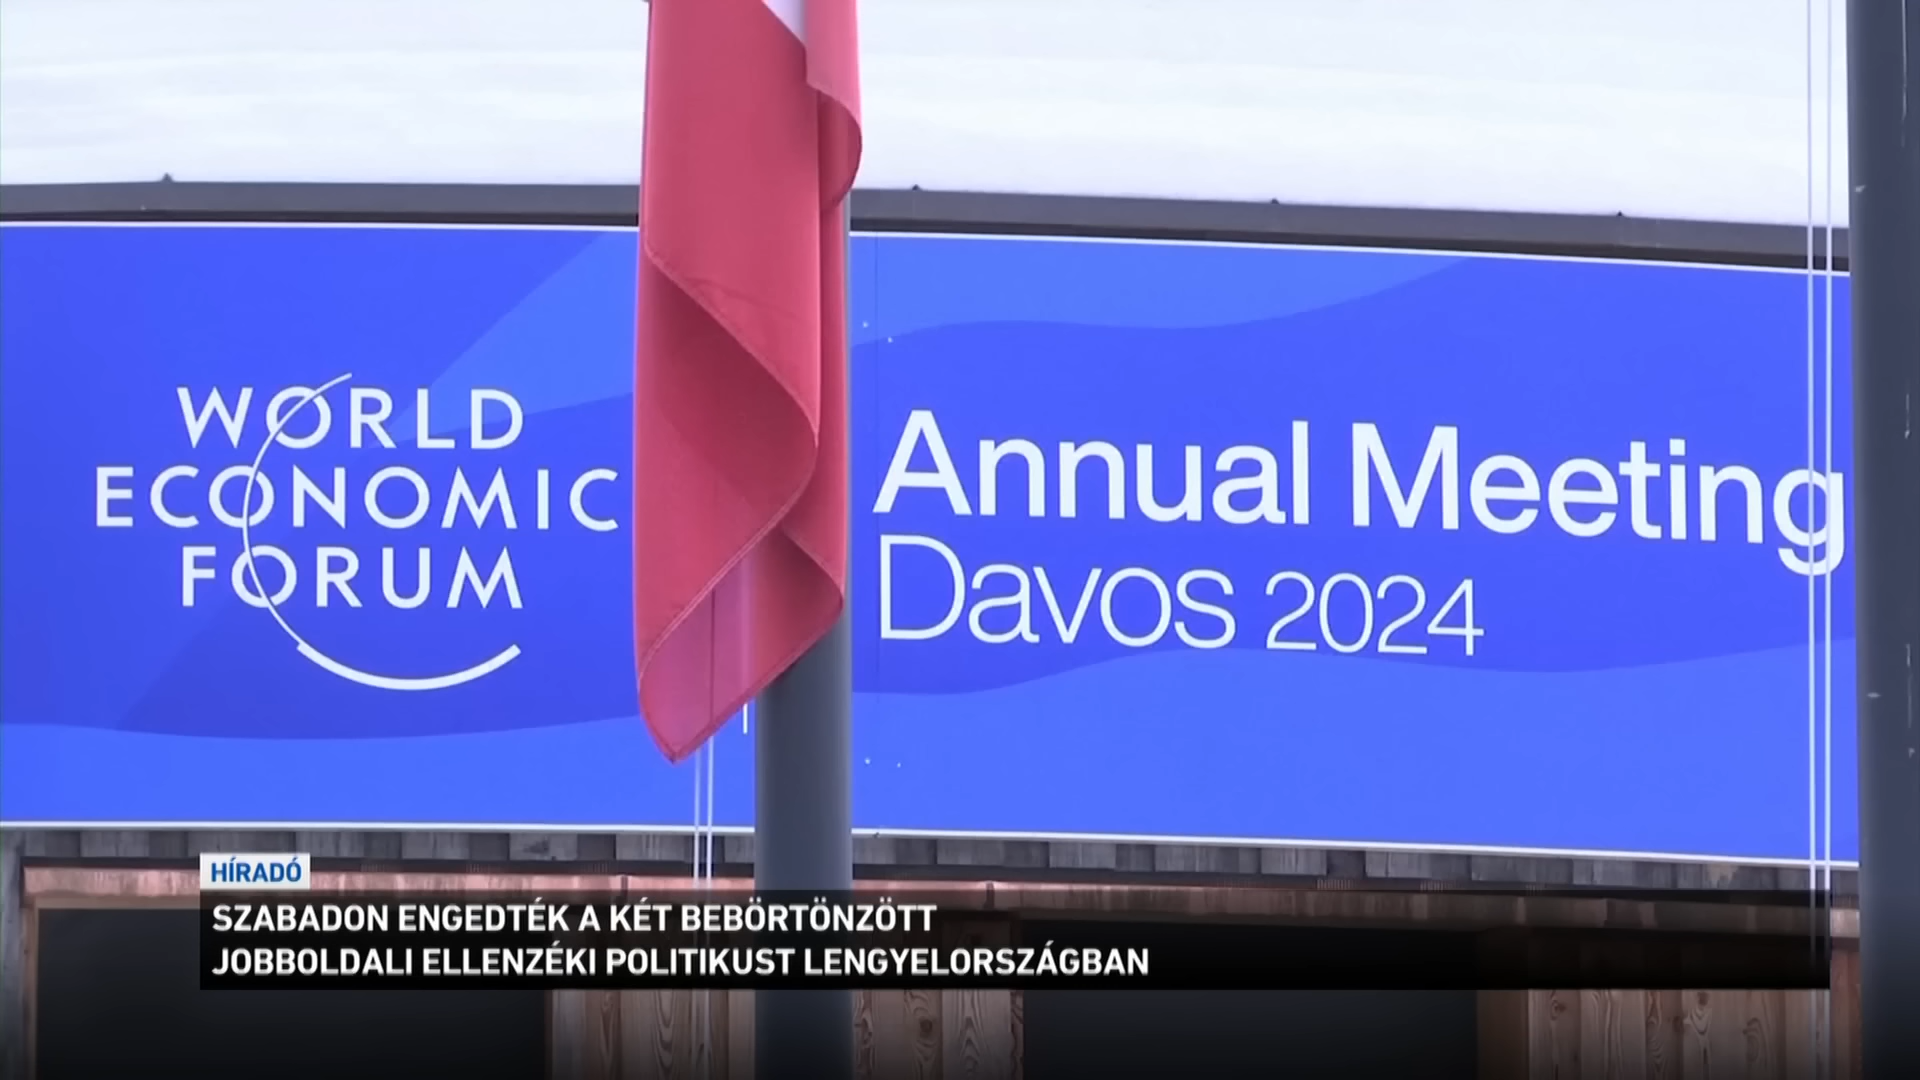 WORLD
ECONOMIC
FORUM
Annual Meeting
Davos 2024
HÍRADÓ
SZABADON ENGEDTÉK A KÉT BEBÖRTÖNZÖTT
JOBBOLDALI ELLENZÉKI POLITIKUST LENGYELORSZÁGBAN